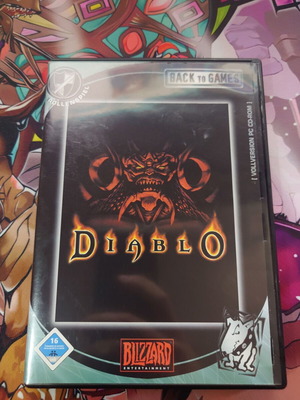 BACK TO GAMES
[ VOLLVERSION PC CD-ROM ]
DIABLO
16
BLIZZARD
ENTERTAINMENT